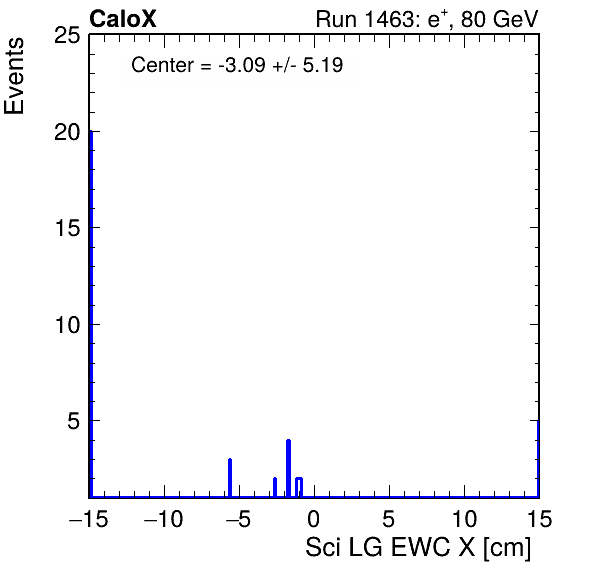 CaloX Run 1463: e⁺, 80 GeV
Center = -3.09 +/- 5.19
Events
25
20
15
10
5
−15 −10 −5 0 5 10 15
Sci LG EWC X [cm]